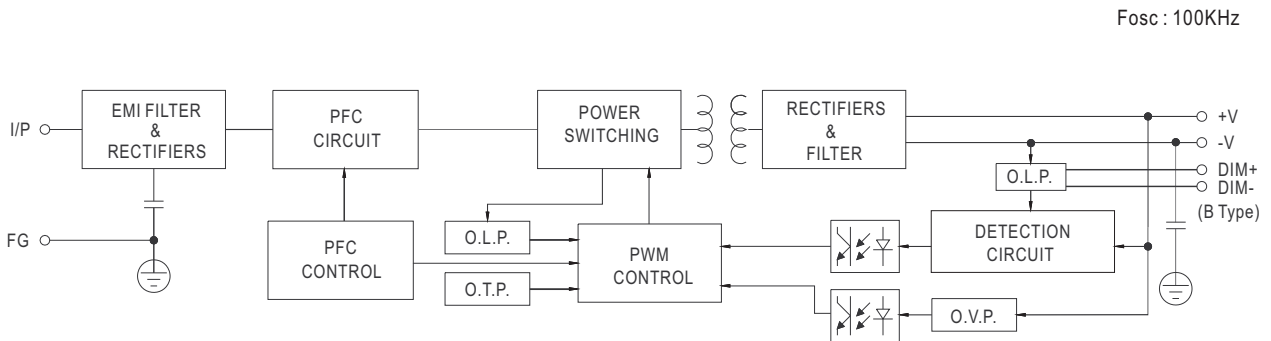 Fosc : 100KHz
I/P
EMI FILTER
&
RECTIFIERS
PFC
CIRCUIT
POWER
SWITCHING
RECTIFIERS
&
FILTER
+V
-V
O.L.P.
DIM+
DIM-
(B Type)
FG
PFC
CONTROL
O.L.P.
O.T.P.
PWM
CONTROL
DETECTION
CIRCUIT
O.V.P.